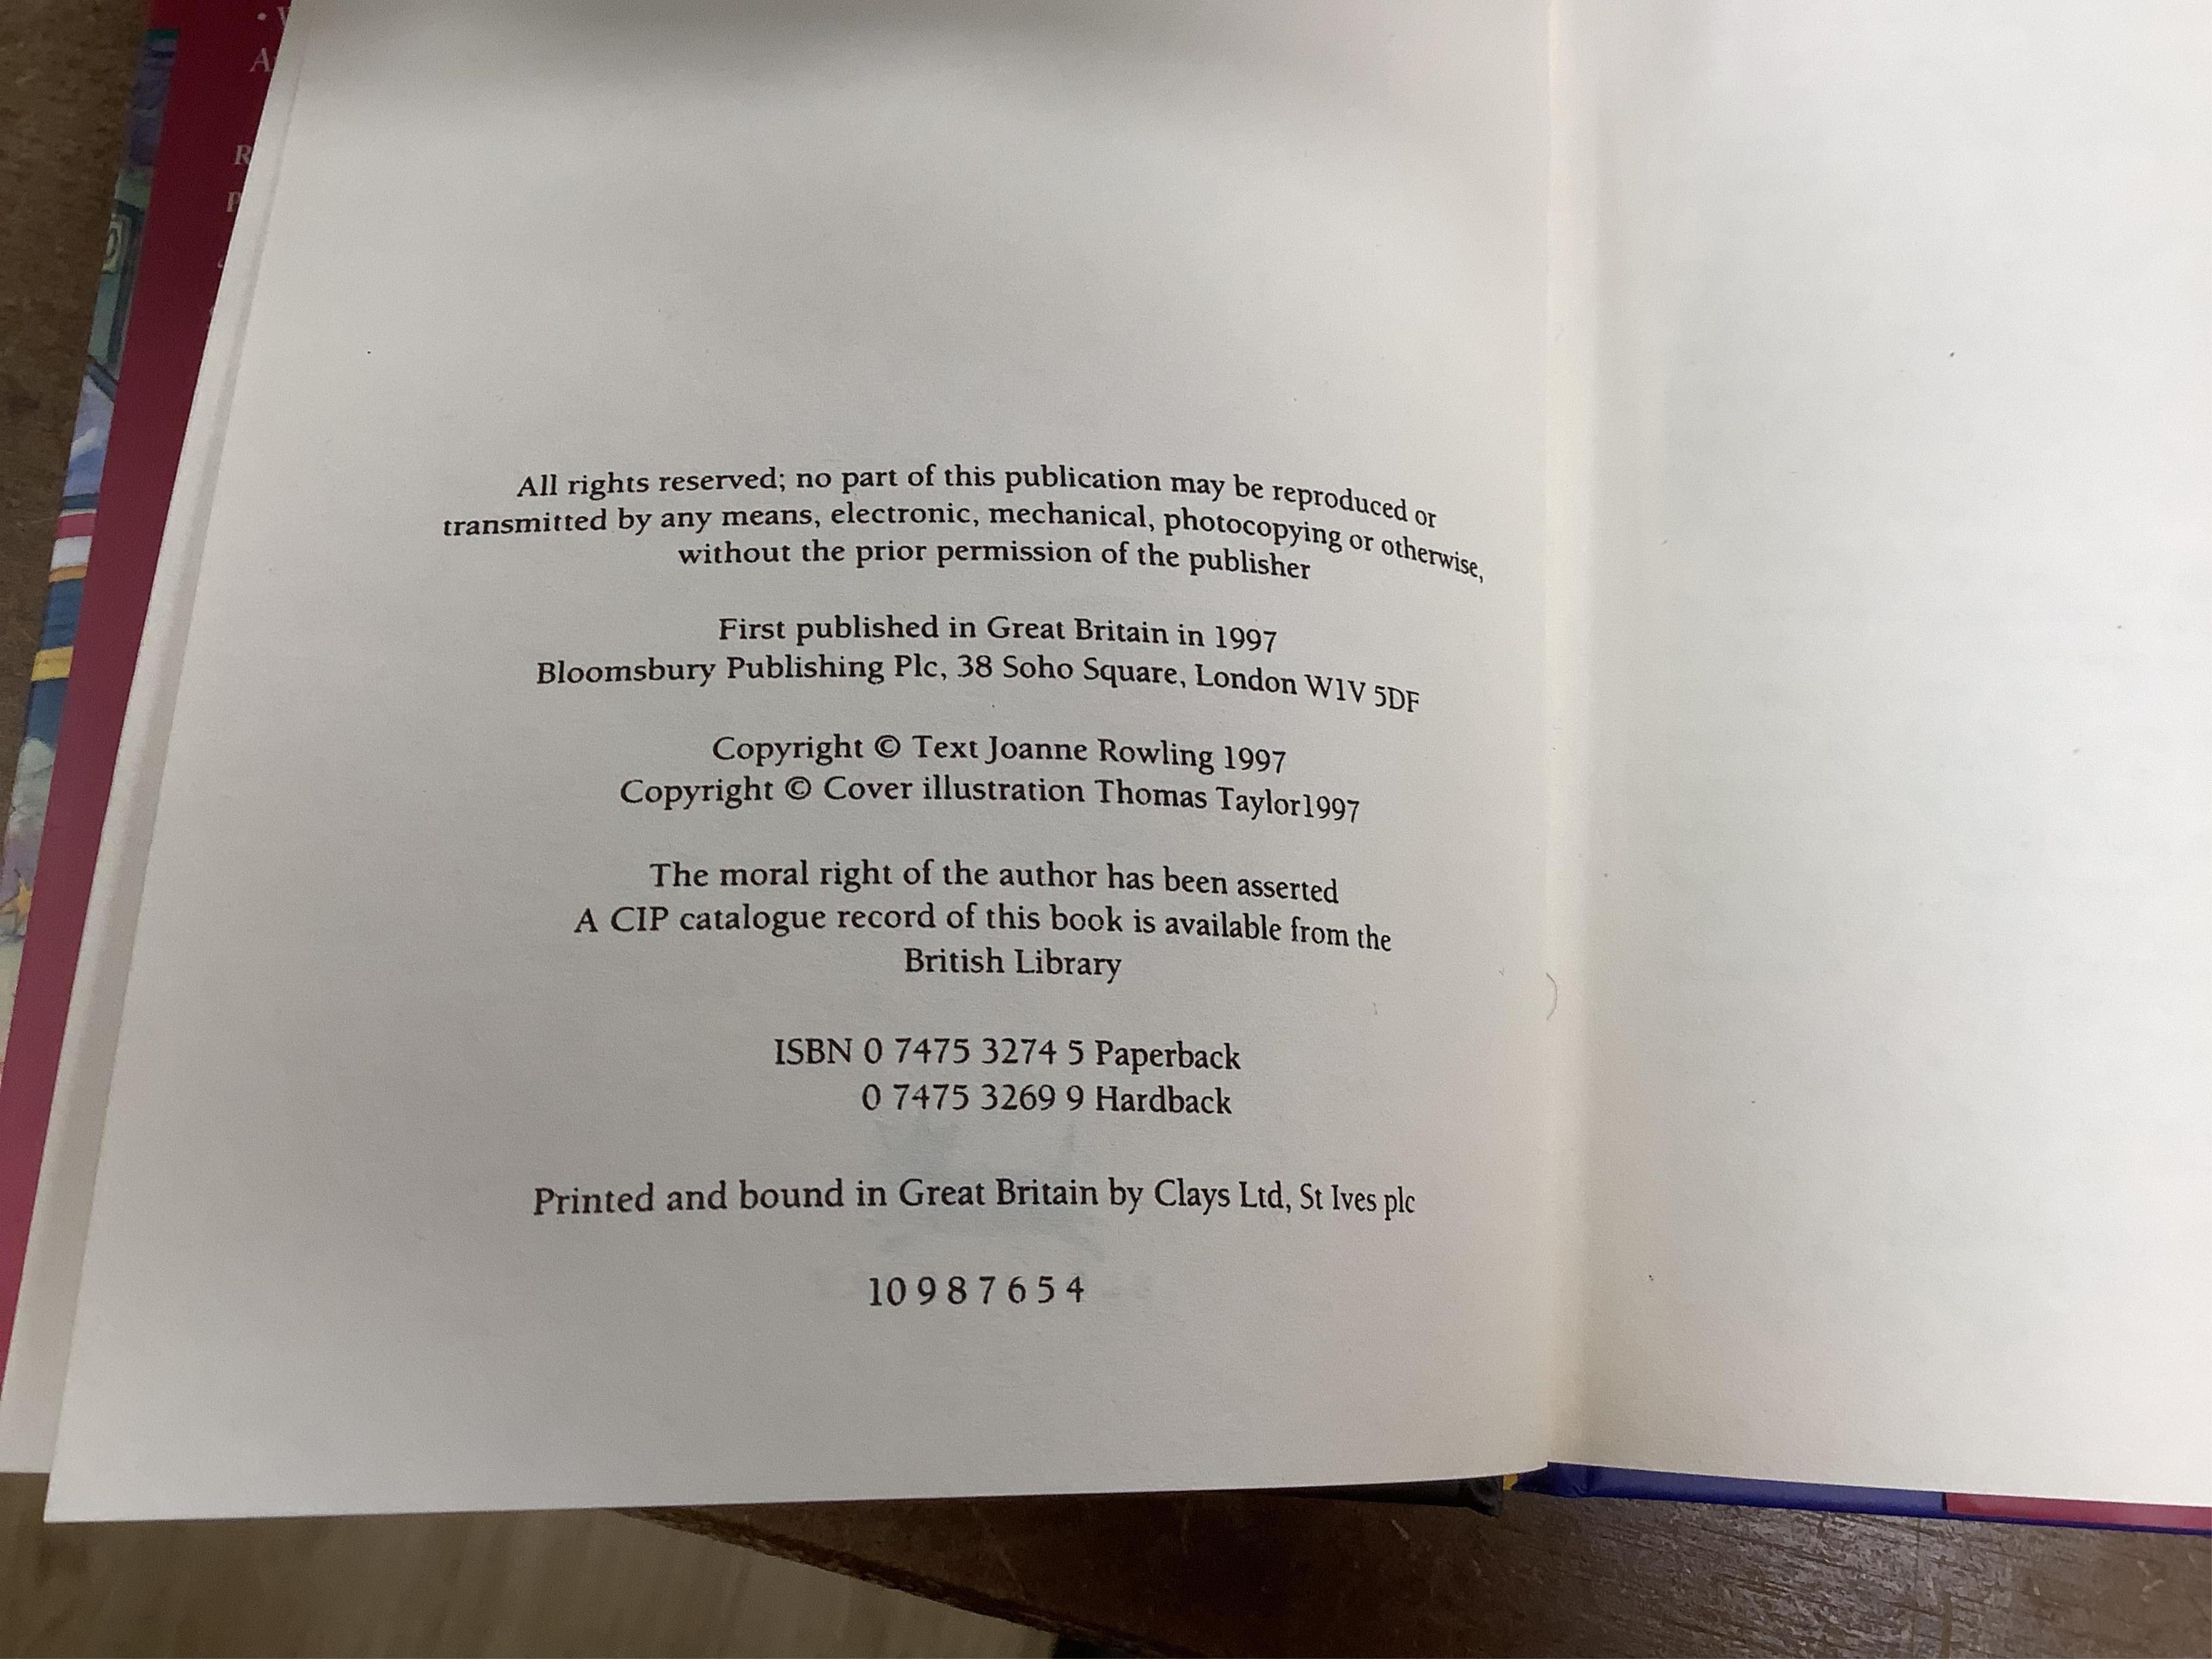 All rights reserved; no part of this publication may be reproduced or
transmitted by any means, electronic, mechanical, photocopying or otherwise,
without the prior permission of the publisher
First published in Great Britain in 1997
Bloomsbury Publishing Plc, 38 Soho Square, London W1V 5DF
Copyright © Text Joanne Rowling 1997
Copyright © Cover illustration Thomas Taylor1997
The moral right of the author has been asserted
A CIP catalogue record of this book is available from the
British Library
ISBN 0 7475 3274 5 Paperback
0 7475 3269 9 Hardback
Printed and bound in Great Britain by Clays Ltd, St Ives plc
10 9 8 7 6 5 4